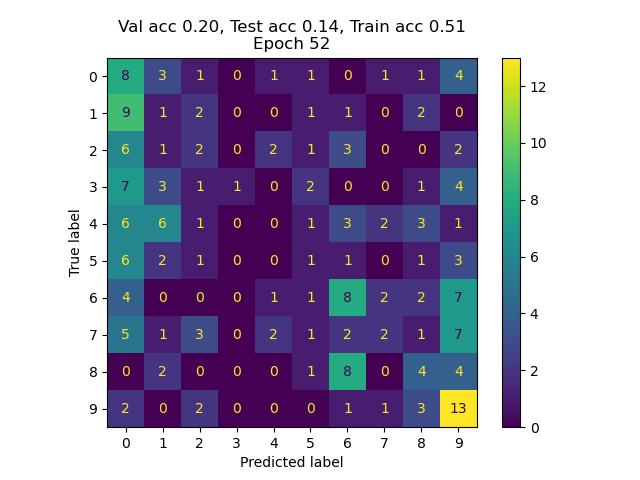 Val acc 0.20, Test acc 0.14, Train acc 0.51
Epoch 52
0 8 3 1 0 1 1 0 1 1 4
1 9 1 2 0 0 1 1 0 2 0
2 6 1 2 0 2 1 3 0 0 2
3 7 3 1 1 0 2 0 0 1 4
4 6 6 1 0 0 1 3 2 3 1
5 6 2 1 0 0 1 1 0 1 3
6 4 0 0 0 1 1 8 2 2 7
7 5 1 3 0 2 1 2 2 1 7
8 0 2 0 0 0 1 8 0 4 4
9 2 0 2 0 0 0 1 1 3 13
0 1 2 3 4 5 6 7 8 9
Predicted label
True label
12
10
8
6
4
2
0